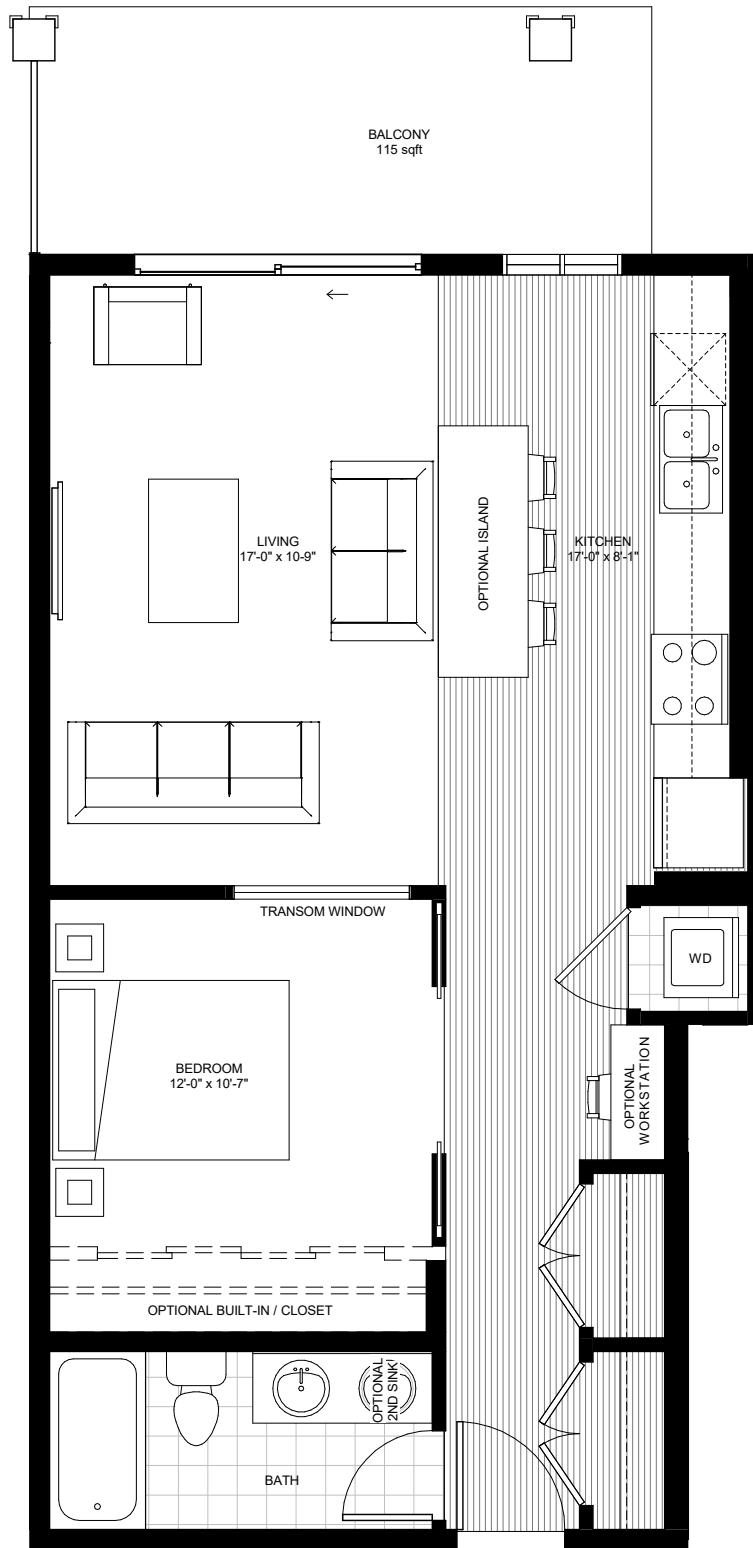 BALCONY
115 sqft
LIVING
17'-0" x 10-9"
OPTIONAL ISLAND
KITCHEN
17'-0" x 8'-1"
TRANSOM WINDOW
WD
BEDROOM
12'-0" x 10'-7"
OPTIONAL
WORKSTATION
OPTIONAL BUILT-IN / CLOSET
OPTIONAL
2ND SINK
BATH